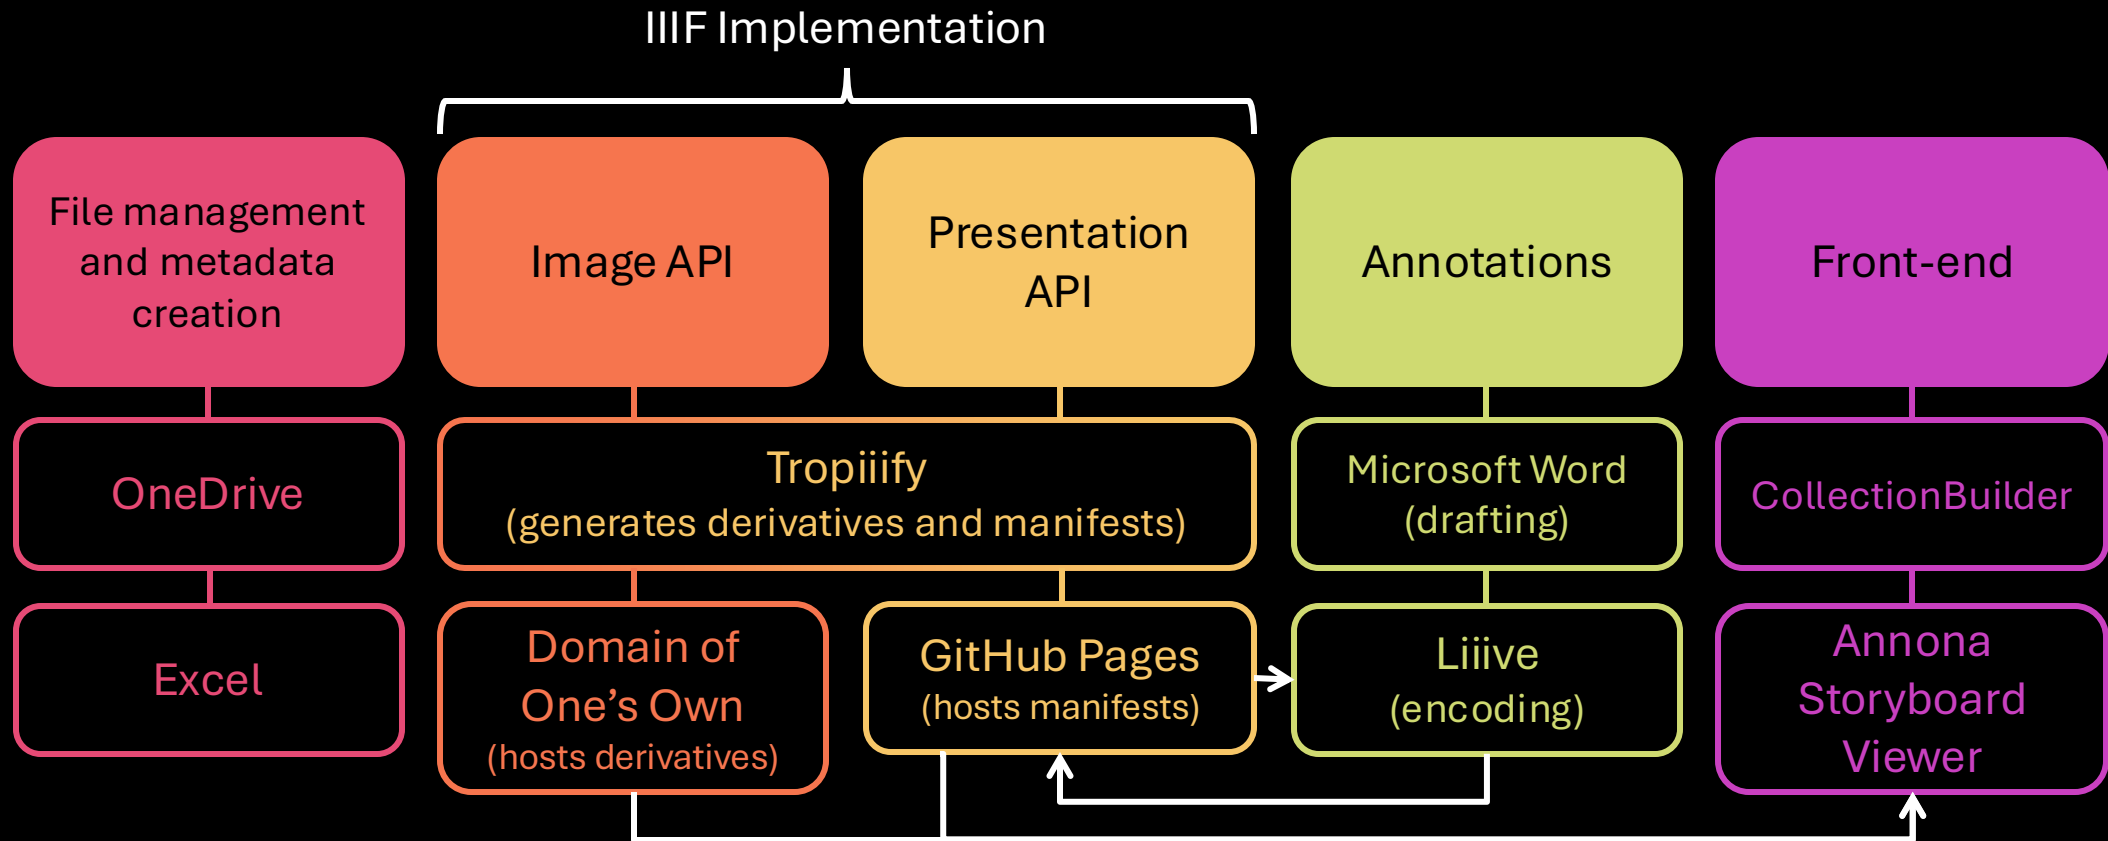 IIIF Implementation
File management
and metadata
creation
Image API
Presentation
API
Annotations
Front-end
OneDrive
Tropiiify
(generates derivatives and manifests)
Microsoft Word
(drafting)
CollectionBuilder
Excel
Domain of
One's Own
(hosts derivatives)
GitHub Pages
(hosts manifests)
Liiive
(encoding)
Annona
Storyboard
Viewer